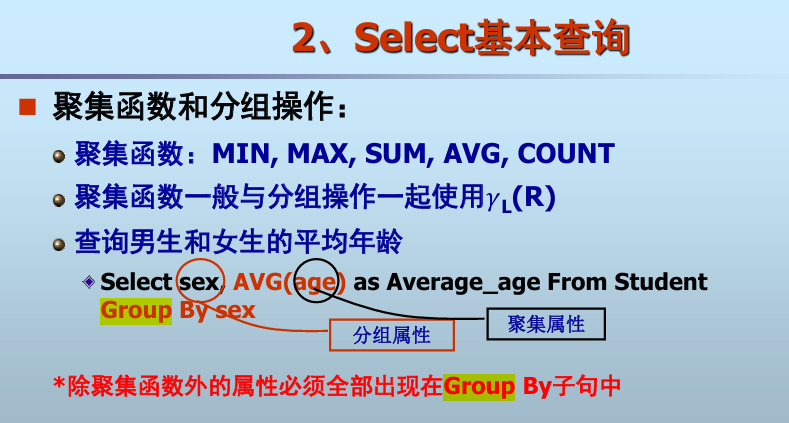 2、Select基本查询
聚集函数和分组操作：
聚集函数：MIN, MAX, SUM, AVG, COUNT
聚集函数一般与分组操作一起使用γL(R)
查询男生和女生的平均年龄
Select sex, AVG(age) as Average_age From Student
Group By sex
分组属性
聚集属性
*除聚集函数外的属性必须全部出现在Group By子句中